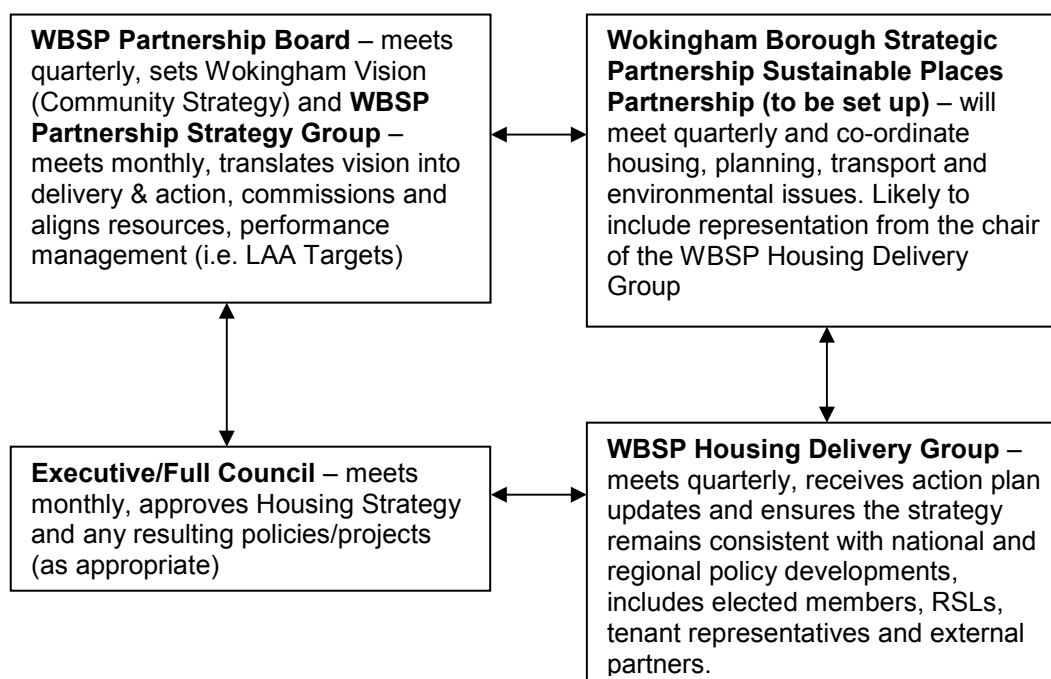 WBSP Partnership Board – meets
quarterly, sets Wokingham Vision
(Community Strategy) and WBSP
Partnership Strategy Group –
meets monthly, translates vision into
delivery & action, commissions and
aligns resources, performance
management (i.e. LAA Targets)
Wokingham Borough Strategic
Partnership Sustainable Places
Partnership (to be set up) – will
meet quarterly and co-ordinate
housing, planning, transport and
environmental issues. Likely to
include representation from the chair
of the WBSP Housing Delivery
Group
Executive/Full Council – meets
monthly, approves Housing Strategy
and any resulting policies/projects
(as appropriate)
WBSP Housing Delivery Group –
meets quarterly, receives action plan
updates and ensures the strategy
remains consistent with national and
regional policy developments,
includes elected members, RSLs,
tenant representatives and external
partners.